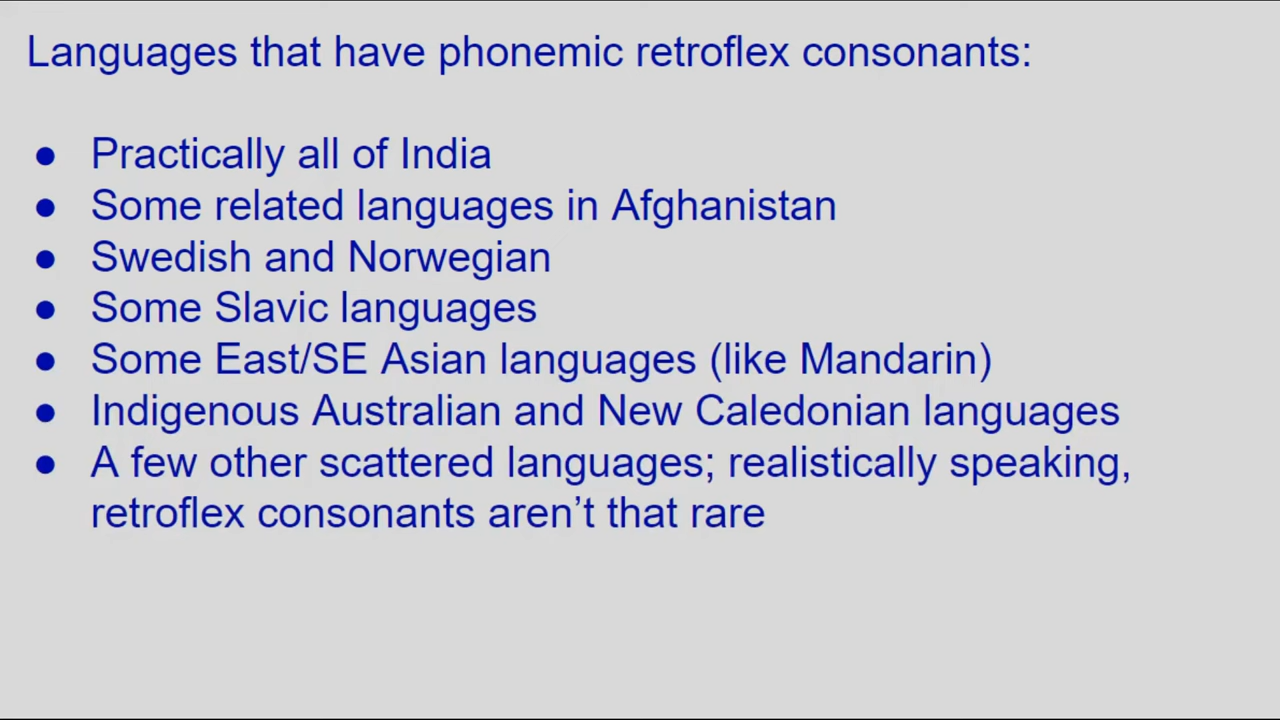 Languages that have phonemic retroflex consonants:
● Practically all of India
● Some related languages in Afghanistan
● Swedish and Norwegian
● Some Slavic languages
● Some East/SE Asian languages (like Mandarin)
● Indigenous Australian and New Caledonian languages
● A few other scattered languages; realistically speaking,
retroflex consonants aren’t that rare